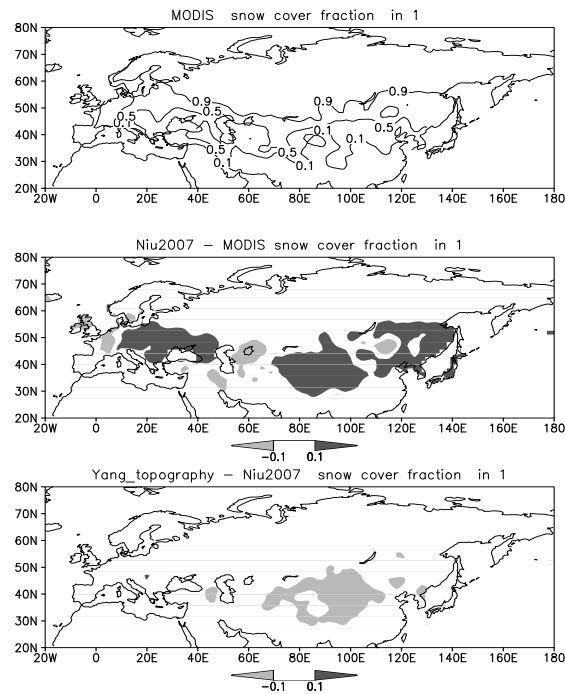 MODIS snow cover fraction in 1
80N
70N
60N
50N
40N
30N
20N
0.9
0.9
0.9
0.5
0.5
0.1
0.1
0.1
0.5
0.5
0.5
0.1
0.1
20W 0 20E 40E 60E 80E 100E 120E 140E 160E 180
Niu2007 - MODIS snow cover fraction in 1
80N
70N
60N
50N
40N
30N
20N
20W 0 20E 40E 60E 80E 100E 120E 140E 160E 180
-0.1 0.1
Yang_topography - Niu2007 snow cover fraction in 1
80N
70N
60N
50N
40N
30N
20N
20W 0 20E 40E 60E 80E 100E 120E 140E 160E 180
-0.1 0.1